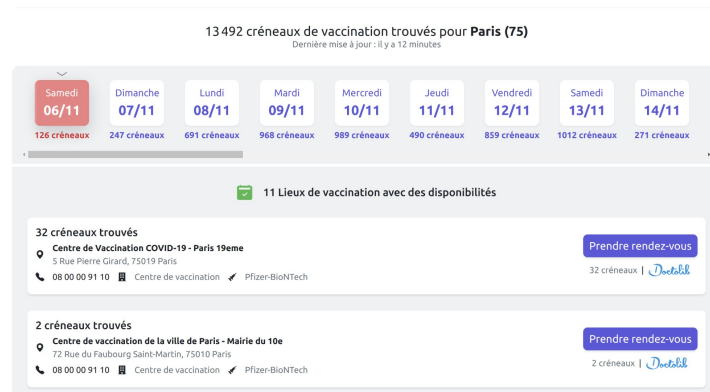 13 492 créneaux de vaccination trouvés pour Paris (75)
Dernière mise à jour : il y a 12 minutes
Samedi Dimanche Lundi Mardi Mercredi Jeudi Vendredi Samedi Dimanche
06/11 07/11 08/11 09/11 10/11 11/11 12/11 13/11 14/11
126 créneaux 247 créneaux 691 créneaux 968 créneaux 989 créneaux 490 créneaux 859 créneaux 1012 créneaux 271 créneaux
11 Lieux de vaccination avec des disponibilités
32 créneaux trouvés
Centre de Vaccination COVID-19 - Paris 19eme
5 Rue Pierre Girard, 75019 Paris
08 00 00 91 10 Centre de vaccination Pfizer-BioNTech
Prendre rendez-vous
32 créneaux | Doctolib
2 créneaux trouvés
Centre de vaccination de la ville de Paris - Mairie du 10e
72 Rue du Faubourg Saint-Martin, 75010 Paris
08 00 00 91 10 Centre de vaccination Pfizer-BioNTech
Prendre rendez-vous
2 créneaux | Doctolib